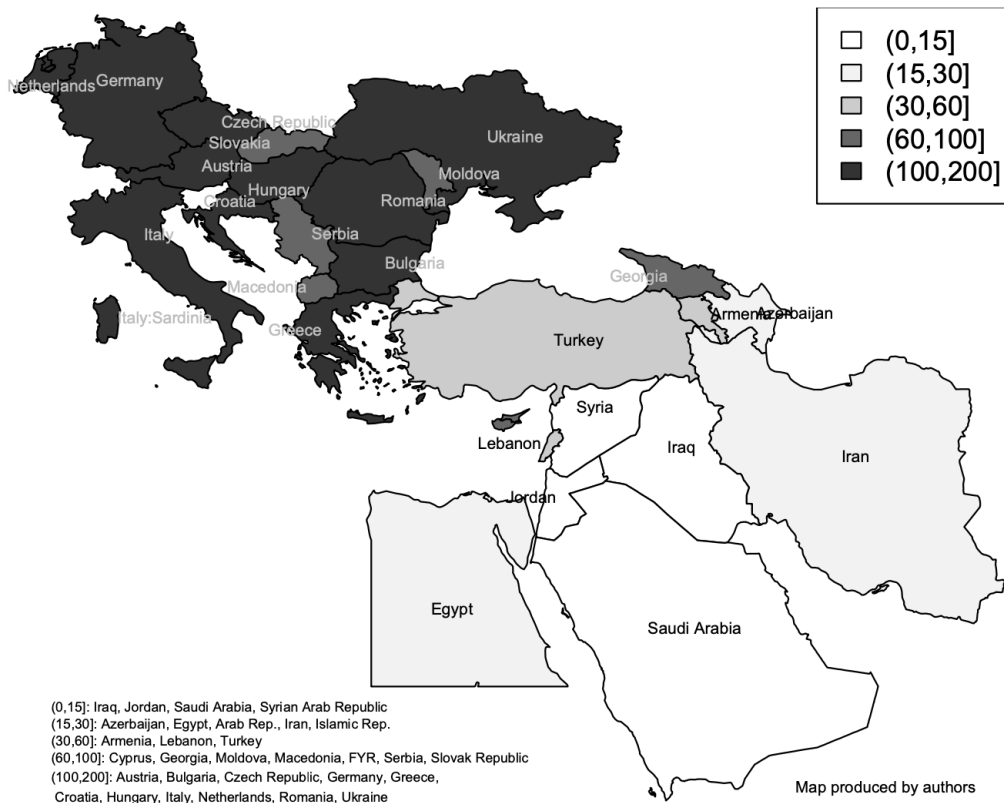 (0,15]
(15,30]
(30,60]
(60,100]
(100,200]
Netherlands
Germany
Czech Republic
Slovakia
Ukraine
Austria
Moldova
Hungary
Croatia
Romania
Italy
Serbia
Bulgaria
Georgia
Macedonia
Italy:Sardinia
Armenia
Azerbaijan
Greece
Turkey
Syria
Lebanon
Iraq
Iran
Jordan
Egypt
Saudi Arabia
(0,15]: Iraq, Jordan, Saudi Arabia, Syrian Arab Republic
(15,30]: Azerbaijan, Egypt, Arab Rep., Iran, Islamic Rep.
(30,60]: Armenia, Lebanon, Turkey
(60,100]: Cyprus, Georgia, Moldova, Macedonia, FYR, Serbia, Slovak Republic
(100,200]: Austria, Bulgaria, Czech Republic, Germany, Greece,
Croatia, Hungary, Italy, Netherlands, Romania, Ukraine
Map produced by authors